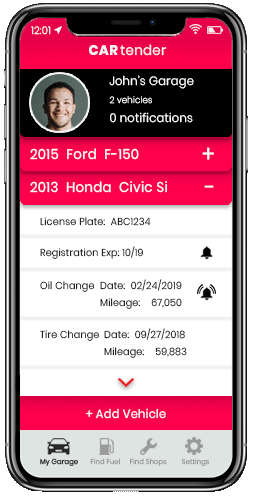 12:01
CARtender
John's Garage
2 vehicles
0 notifications
2015 Ford F-150 +
2013 Honda Civic Si −
License Plate: ABC1234
Registration Exp: 10/19
Oil Change Date: 02/24/2019
Mileage: 67,050
Tire Change Date: 09/27/2018
Mileage: 59,883
+ Add Vehicle
My Garage Find Fuel Find Shops Settings